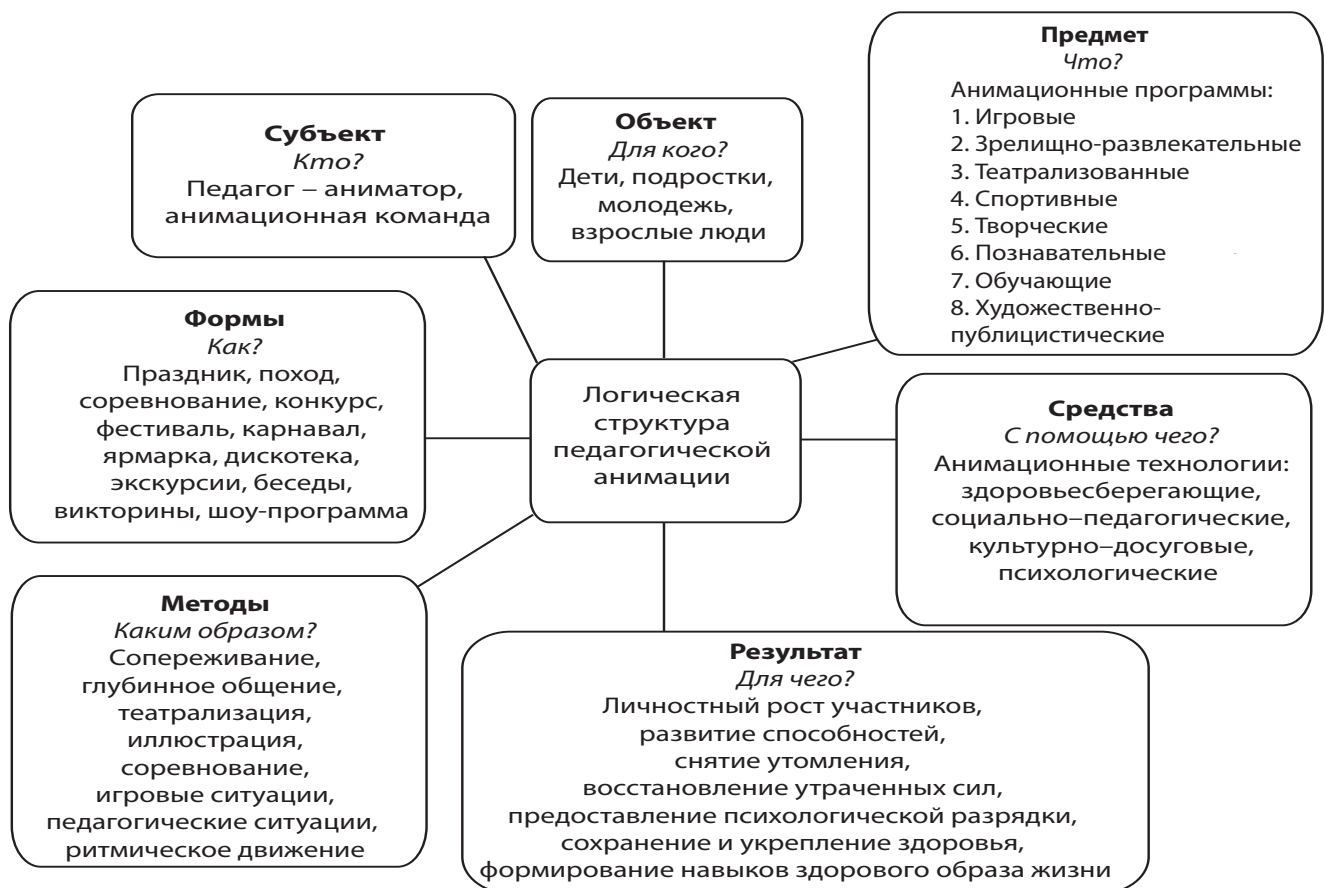 Предмет
Что?
Анимационные программы:
1. Игровые
2. Зрелищно-развлекательные
3. Театрализованные
4. Спортивные
5. Творческие
6. Познавательные
7. Обучающие
8. Художественно-
публицистические
Субъект
Кто?
Педагог – аниматор,
анимационная команда
Объект
Для кого?
Дети, подростки,
молодежь,
взрослые люди
Формы
Как?
Праздник, поход,
соревнование, конкурс,
фестиваль, карнавал,
ярмарка, дискотека,
экскурсии, беседы,
викторины, шоу-программа
Логическая
структура
педагогической
анимации
Средства
С помощью чего?
Анимационные технологии:
здоровьесберегающие,
социально–педагогические,
культурно–досуговые,
психологические
Методы
Каким образом?
Сопереживание,
глубинное общение,
театрализация,
иллюстрация,
соревнование,
игровые ситуации,
педагогические ситуации,
ритмическое движение
Результат
Для чего?
Личностный рост участников,
развитие способностей,
снятие утомления,
восстановление утраченных сил,
предоставление психологической разрядки,
сохранение и укрепление здоровья,
формирование навыков здорового образа жизни